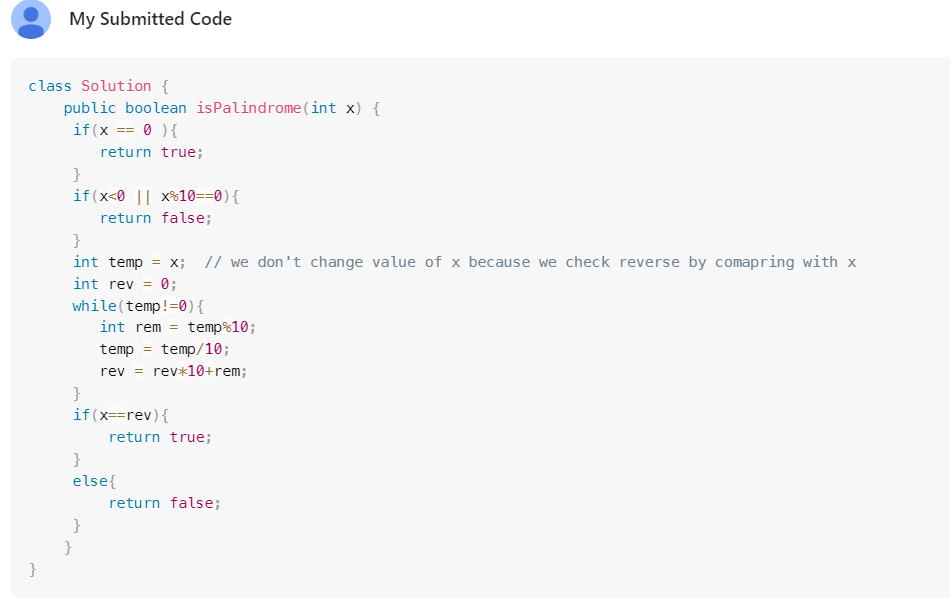 My Submitted Code
class Solution {
    public boolean isPalindrome(int x) {
     if(x == 0 ){
        return true;
     }
     if(x<0 || x%10==0){
        return false;
     }
     int temp = x;  // we don't change value of x because we check reverse by comapring with x
     int rev = 0;
     while(temp!=0){
        int rem = temp%10;
        temp = temp/10;
        rev = rev*10+rem;
     }
     if(x==rev){
         return true;
     }
     else{
         return false;
     }
    }
}